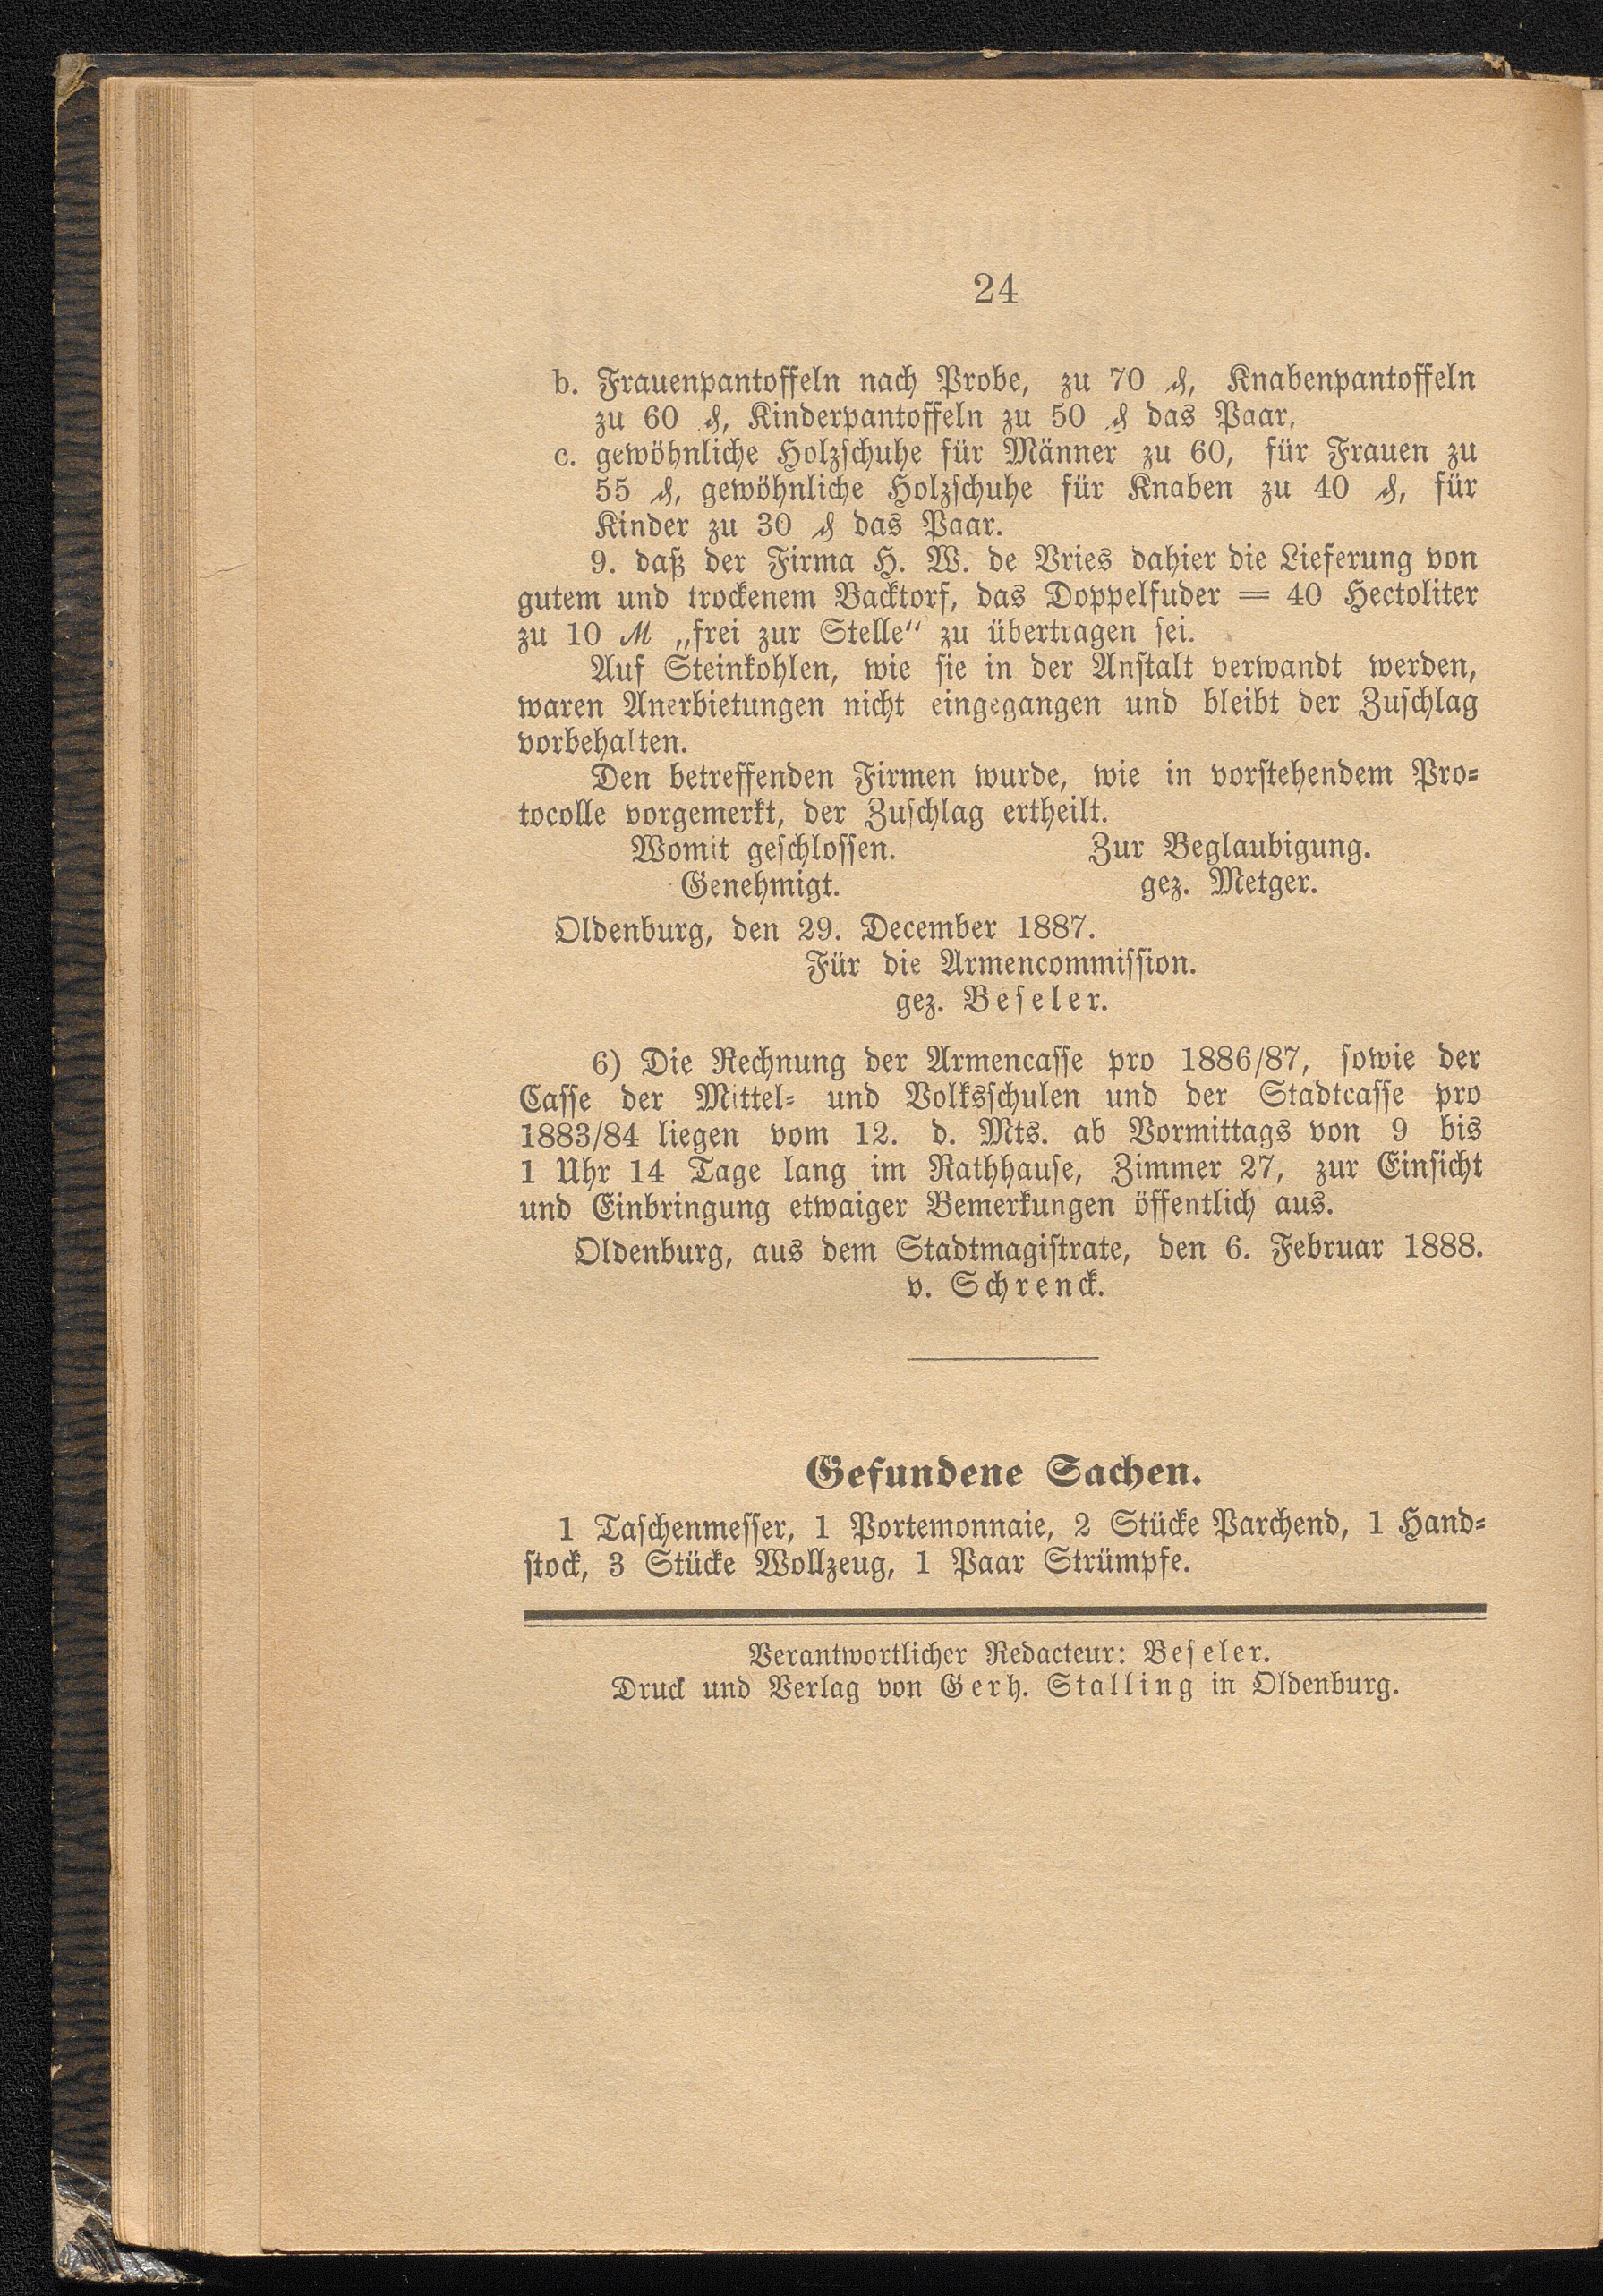 24
b. Frauenpantoffeln nach Probe, zu 70 ₰, Knabenpantoffeln
zu 60 ₰, Kinderpantoffeln zu 50 ₰ das Paar,
c. gewöhnliche Holzschuhe für Männer zu 60, für Frauen zu
55 ₰, gewöhnliche Holzschuhe für Knaben zu 40 ₰, für
Kinder zu 30 ₰ das Paar.
9. daß der Firma H. W. de Vries dahier die Lieferung von
gutem und trockenem Backtorf, das Doppelfuder = 40 Hectoliter
zu 10 ℳ „frei zur Stelle“ zu übertragen sei.
Auf Steinkohlen, wie sie in der Anstalt verwandt werden,
waren Anerbietungen nicht eingegangen und bleibt der Zuschlag
vorbehalten.
Den betreffenden Firmen wurde, wie in vorstehendem Pro-
tocolle vorgemerkt, der Zuschlag ertheilt.
Womit geschlossen. Zur Beglaubigung.
Genehmigt. gez. Metger.
Oldenburg, den 29. December 1887.
Für die Armencommission.
gez. Beseler.
6) Die Rechnung der Armencasse pro 1886/87, sowie der
Casse der Mittel- und Volksschulen und der Stadtcasse pro
1883/84 liegen vom 12. d. Mts. ab Vormittags von 9 bis
1 Uhr 14 Tage lang im Rathhause, Zimmer 27, zur Einsicht
und Einbringung etwaiger Bemerkungen öffentlich aus.
Oldenburg, aus dem Stadtmagistrate, den 6. Februar 1888.
v. Schrenck.
Gefundene Sachen.
1 Taschenmesser, 1 Portemonnaie, 2 Stücke Parchend, 1 Hand-
stock, 3 Stücke Wollzeug, 1 Paar Strümpfe.
Verantwortlicher Redacteur: Beseler.
Druck und Verlag von Gerh. Stalling in Oldenburg.